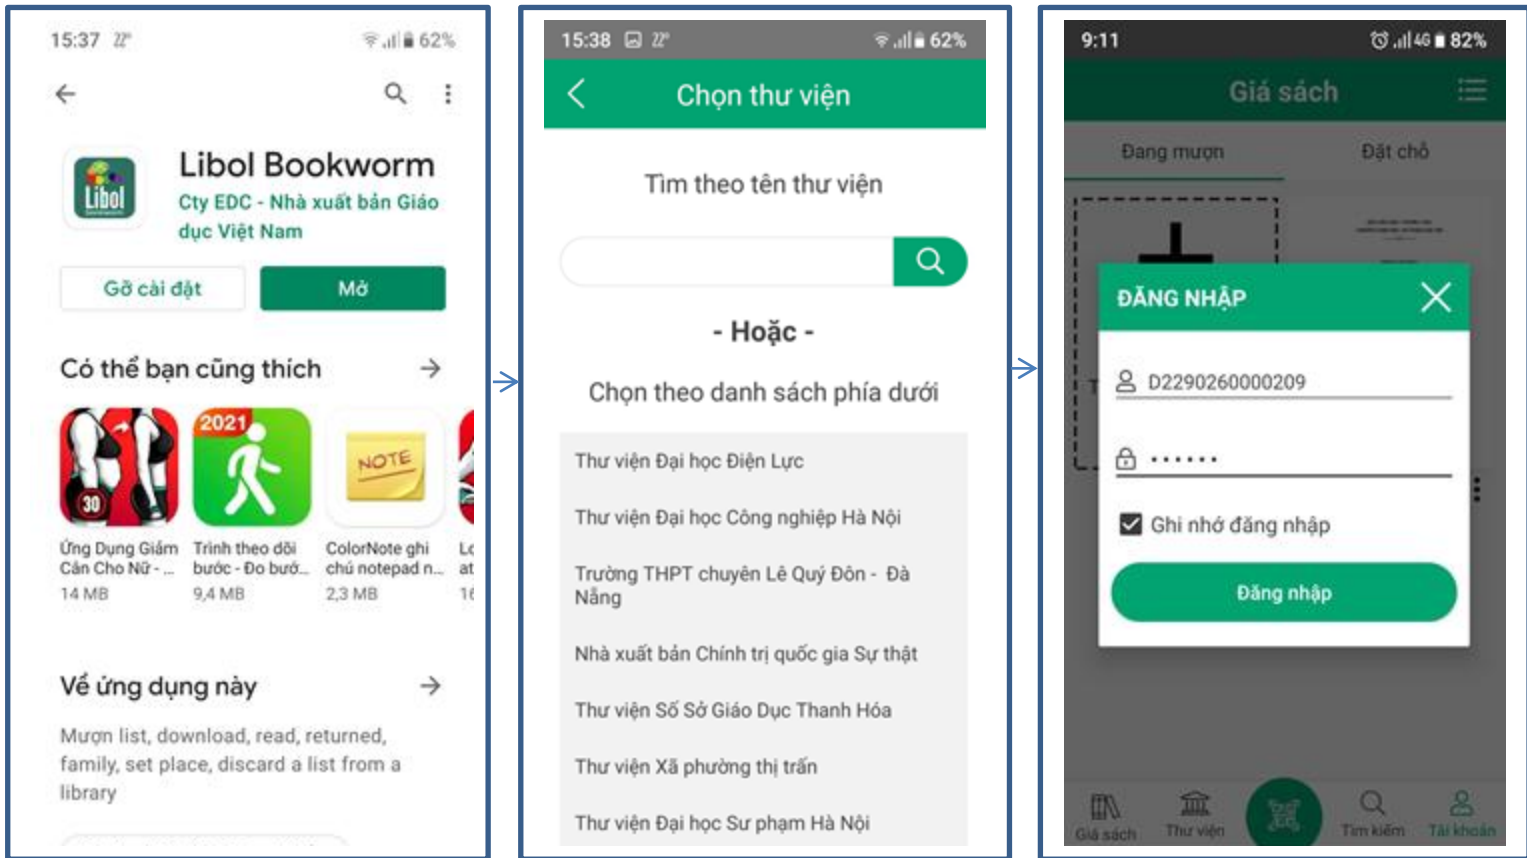 15:37 22° 62%
Libol Bookworm
Libol
Cty EDC - Nhà xuất bản Giáo
dục Việt Nam
Gỡ cài đặt
Mở
Có thể bạn cũng thích
30
2021
NOTE
Ứng Dụng Giảm
Cân Cho Nữ - ...
14 MB
Trình theo dõi
bước - Đo bướ...
9,4 MB
ColorNote ghi
chú notepad n...
2,3 MB
Về ứng dụng này
Mượn list, download, read, returned,
family, set place, discard a list from a
library
15:38 22° 62%
Chọn thư viện
Tìm theo tên thư viện
- Hoặc -
Chọn theo danh sách phía dưới
Thư viện Đại học Điện Lực
Thư viện Đại học Công nghiệp Hà Nội
Trường THPT chuyên Lê Quý Đôn - Đà
Nẵng
Nhà xuất bản Chính trị quốc gia Sự thật
Thư viện Số Sở Giáo Dục Thanh Hóa
Thư viện Xã phường thị trấn
Thư viện Đại học Sư phạm Hà Nội
9:11 4G 82%
Giá sách
Đang mượn
Đặt chỗ
ĐĂNG NHẬP
D2290260000209
Ghi nhớ đăng nhập
Đăng nhập
Giá sách
Thư viện
Tìm kiếm
Tài khoản